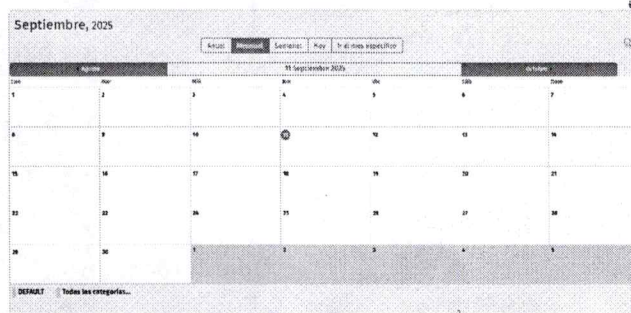 Septiembre, 2025
Anual Mensual Semanal Hoy Ir al mes específico
Agosto 11 Septiembre 2025 Octubre
Lun Mar Mié Jue Vie Sáb Dom
1 2 3 4 5 6 7
8 9 10 11 12 13 14
15 16 17 18 19 20 21
22 23 24 25 26 27 28
29 30 1 2 3 4 5
DEFAULT Todas las categorías...